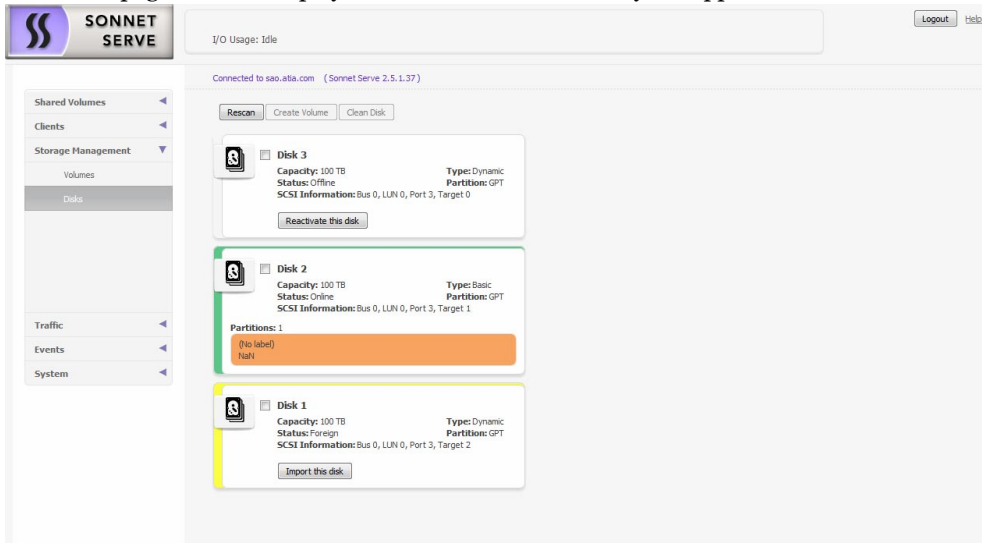 SONNET
SERVE
I/O Usage: Idle
Logout Help
Connected to sao.atia.com (Sonnet Serve 2.5.1.37)
Shared Volumes
Clients
Storage Management
Volumes
Disks
Traffic
Events
System
Rescan Create Volume Clean Disk
Disk 3
Capacity: 100 TB Type: Dynamic
Status: Offline Partition: GPT
SCSI Information: Bus 0, LUN 0, Port 3, Target 0
Reactivate this disk
Disk 2
Capacity: 100 TB Type: Basic
Status: Online Partition: GPT
SCSI Information: Bus 0, LUN 0, Port 3, Target 1
Partitions: 1
(No label)
NaN
Disk 1
Capacity: 100 TB Type: Dynamic
Status: Foreign Partition: GPT
SCSI Information: Bus 0, LUN 0, Port 3, Target 2
Import this disk